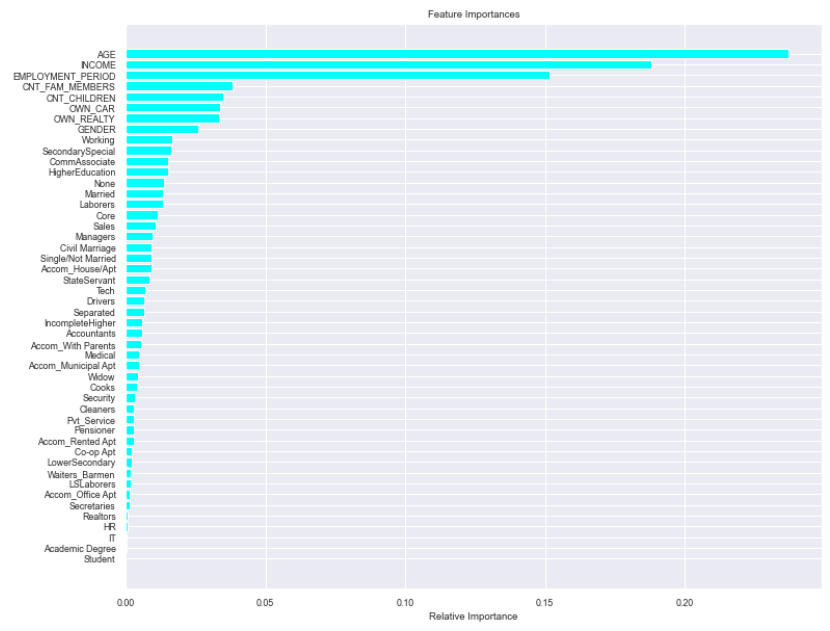 Feature Importances
AGE
INCOME
EMPLOYMENT_PERIOD
CNT_FAM_MEMBERS
CNT_CHILDREN
OWN_CAR
OWN_REALTY
GENDER
Working
SecondarySpecial
CommAssociate
HigherEducation
None
Married
Laborers
Core
Sales
Managers
Civil Marriage
Single/Not Married
Accom_House/Apt
StateServant
Tech
Drivers
Separated
IncompleteHigher
Accountants
Accom_With Parents
Medical
Accom_Municipal Apt
Widow
Cooks
Security
Cleaners
Pvt_Service
Pensioner
Accom_Rented Apt
Co-op Apt
LowerSecondary
Waiters_Barmen
LSLaborers
Accom_Office Apt
Secretaries
Realtors
HR
IT
Academic Degree
Student
0.00 0.05 0.10 0.15 0.20
Relative Importance